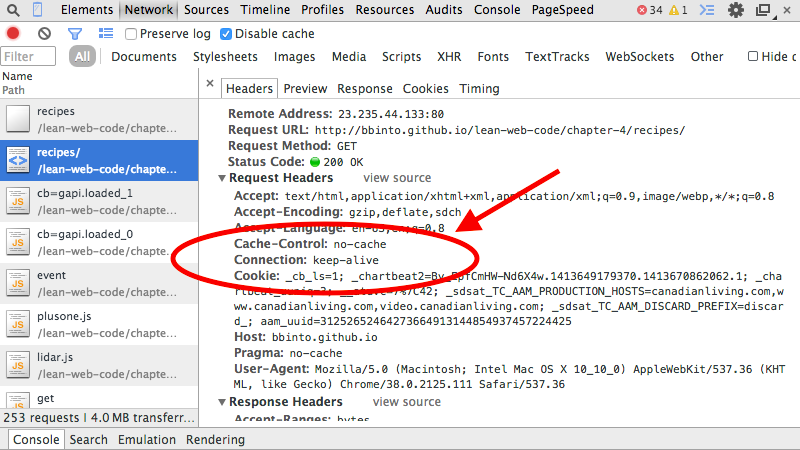 Elements Network Sources Timeline Profiles Resources Audits Console PageSpeed 34 1
Preserve log Disable cache
Filter All Documents Stylesheets Images Media Scripts XHR Fonts TextTracks WebSockets Other Hide d
Name
Path
recipes
/lean-web-code/chapte...
recipes/
/lean-web-code/chapte...
cb=gapi.loaded_1
/lean-web-code/chapte...
cb=gapi.loaded_0
/lean-web-code/chapte...
event
/lean-web-code/chapte...
plusone.js
/lean-web-code/chapte...
lidar.js
/lean-web-code/chapte...
get
253 requests | 4.0 MB transferr...
× Headers Preview Response Cookies Timing
Remote Address: 23.235.44.133:80
Request URL: http://bbinto.github.io/lean-web-code/chapter-4/recipes/
Request Method: GET
Status Code: 200 OK
▼ Request Headers view source
Accept: text/html,application/xhtml+xml,application/xml;q=0.9,image/webp,*/*;q=0.8
Accept-Encoding: gzip,deflate,sdch
Accept-Language: en-US,en;q=0.8
Cache-Control: no-cache
Connection: keep-alive
Cookie: _cb_ls=1; _chartbeat2=By_EpfCmHW-Nd6X4w.1413649179370.1413670862062.1; _cha
www.canadianliving.com,video.canadianliving.com; _sdsat_TC_AAM_DISCARD_PREFIX=discar
d_; aam_uuid=31252652464273664913144854937457224425
Host: bbinto.github.io
Pragma: no-cache
User-Agent: Mozilla/5.0 (Macintosh; Intel Mac OS X 10_10_0) AppleWebKit/537.36 (KHT
ML, like Gecko) Chrome/38.0.2125.111 Safari/537.36
▼ Response Headers view source
Accept-Ranges: bytes
Console Search Emulation Rendering